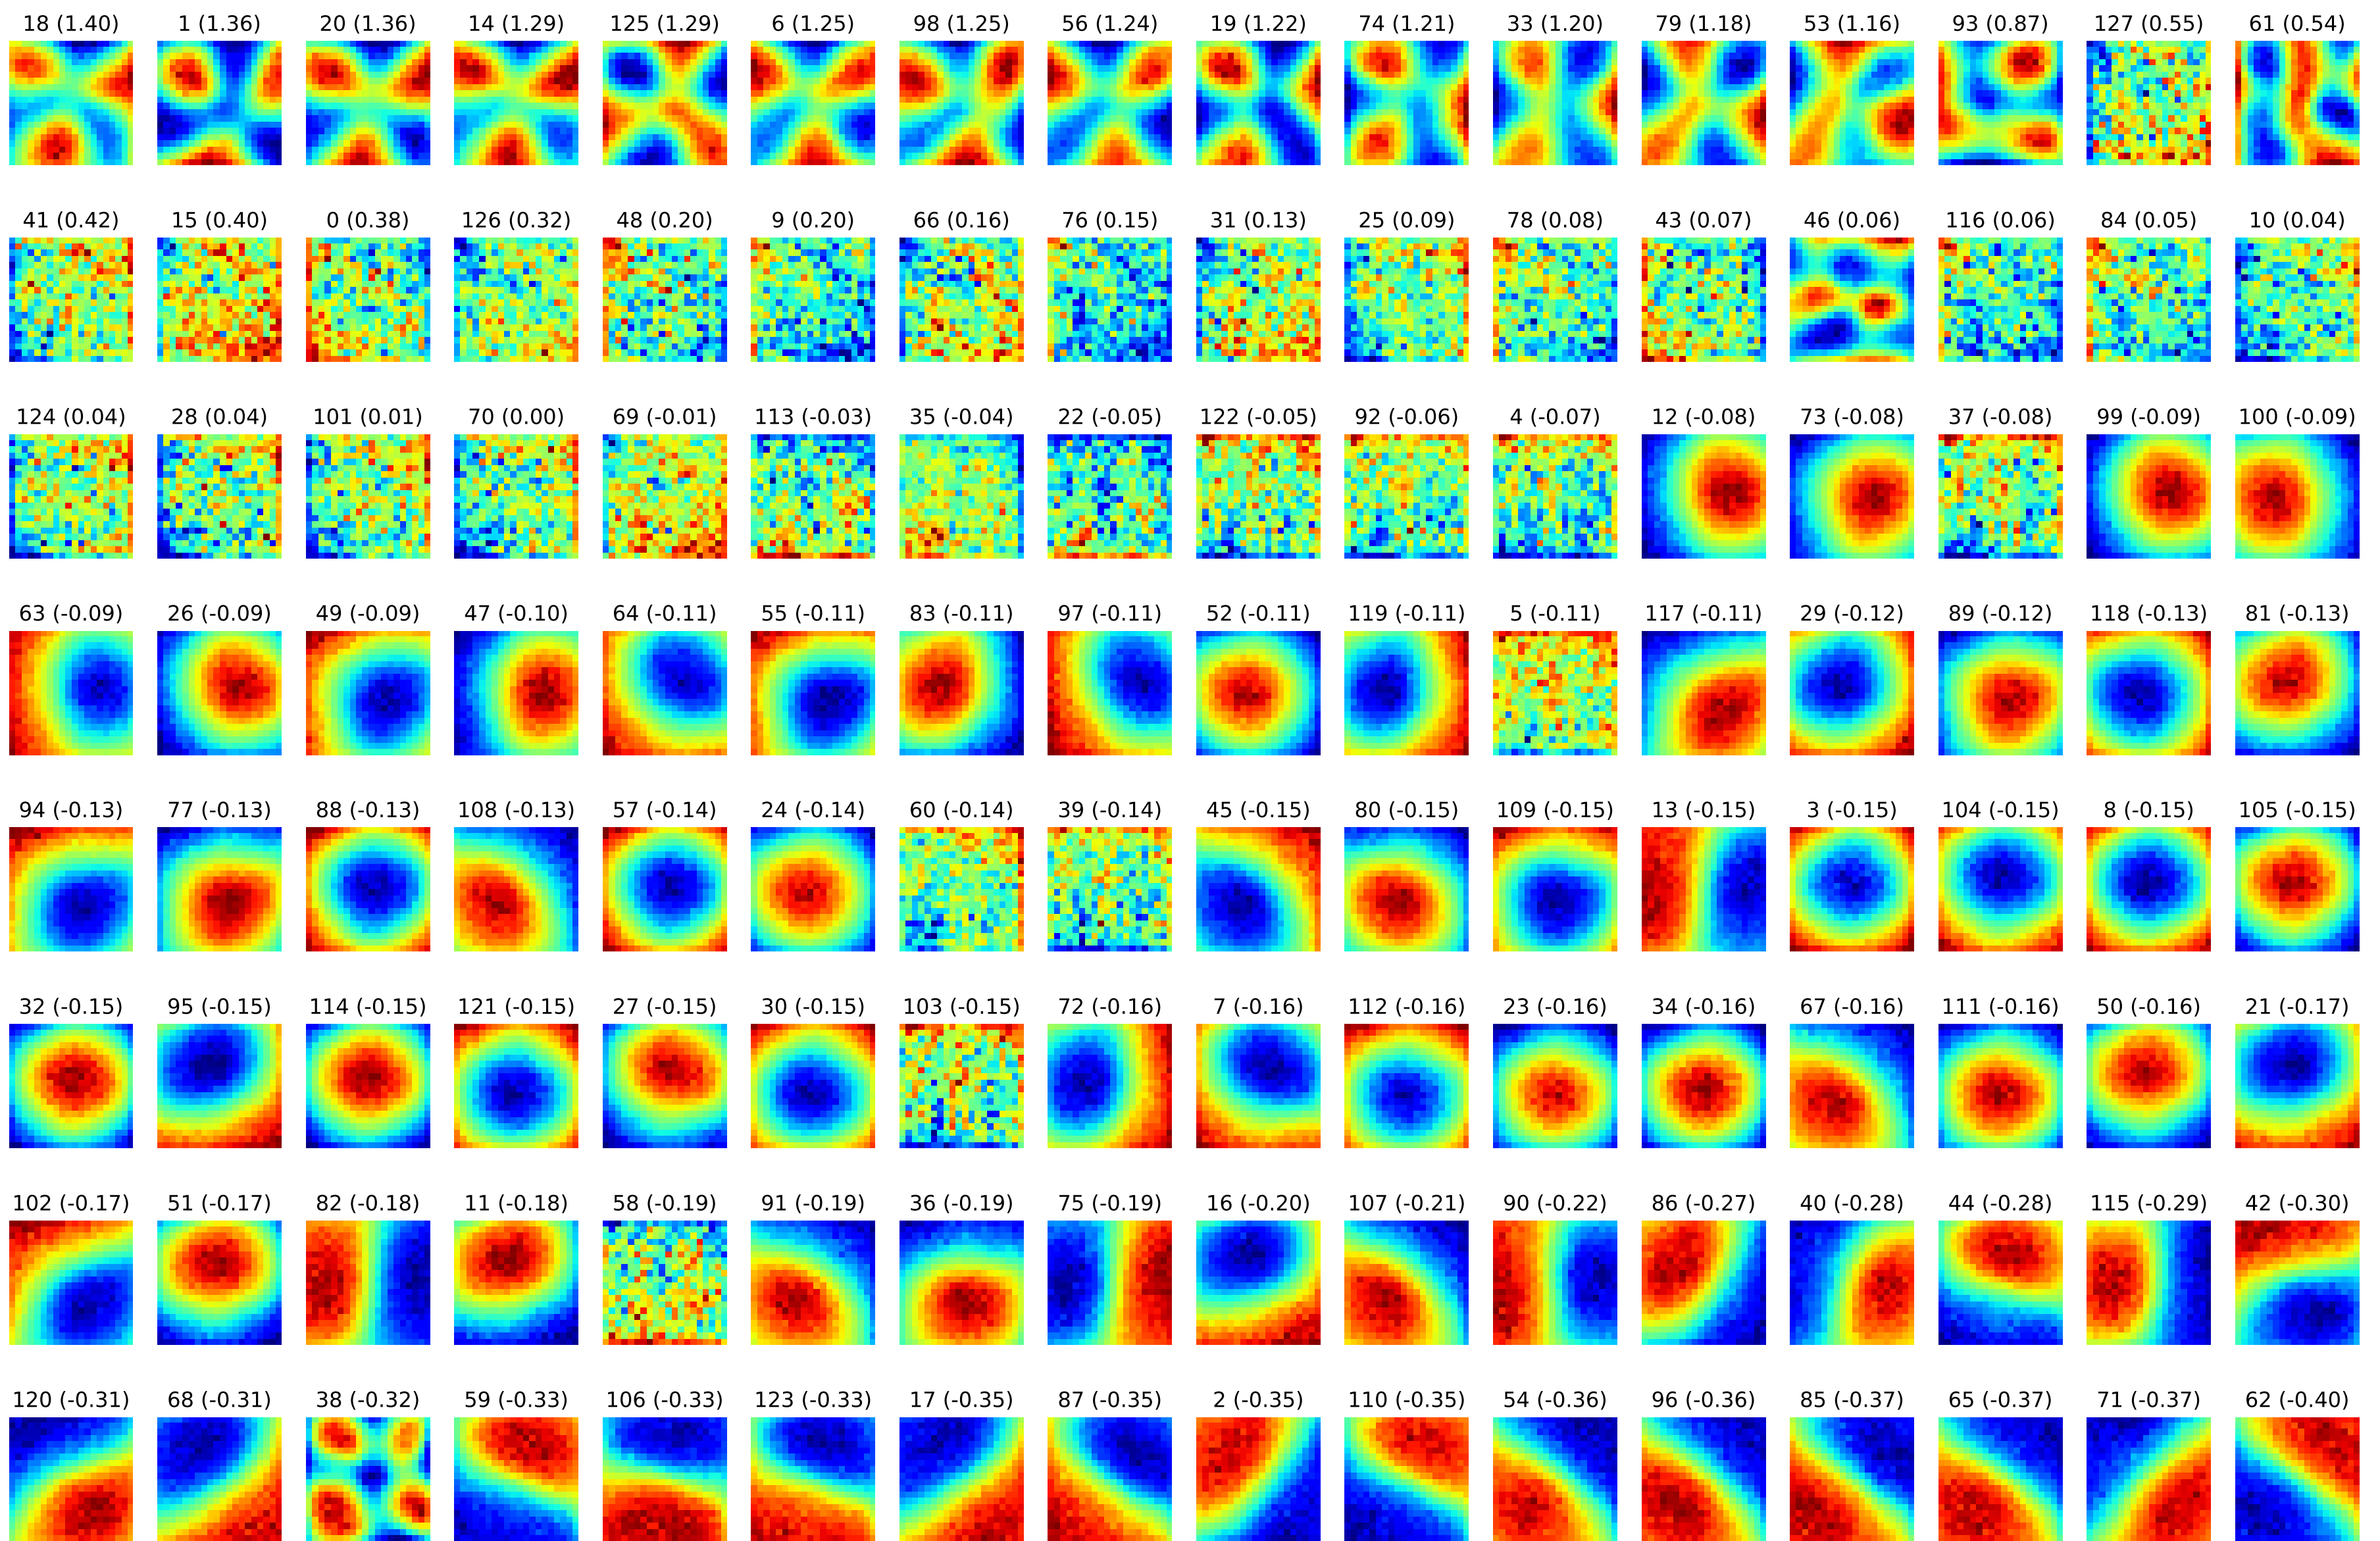 18 (1.40) 1 (1.36) 20 (1.36) 14 (1.29) 125 (1.29) 6 (1.25) 98 (1.25) 56 (1.24) 19 (1.22) 74 (1.21) 33 (1.20) 79 (1.18) 53 (1.16) 93 (0.87) 127 (0.55) 61 (0.54)
41 (0.42) 15 (0.40) 0 (0.38) 126 (0.32) 48 (0.20) 9 (0.20) 66 (0.16) 76 (0.15) 31 (0.13) 25 (0.09) 78 (0.08) 43 (0.07) 46 (0.06) 116 (0.06) 84 (0.05) 10 (0.04)
124 (0.04) 28 (0.04) 101 (0.01) 70 (0.00) 69 (-0.01) 113 (-0.03) 35 (-0.04) 22 (-0.05) 122 (-0.05) 92 (-0.06) 4 (-0.07) 12 (-0.08) 73 (-0.08) 37 (-0.08) 99 (-0.09) 100 (-0.09)
63 (-0.09) 26 (-0.09) 49 (-0.09) 47 (-0.10) 64 (-0.11) 55 (-0.11) 83 (-0.11) 97 (-0.11) 52 (-0.11) 119 (-0.11) 5 (-0.11) 117 (-0.11) 29 (-0.12) 89 (-0.12) 118 (-0.13) 81 (-0.13)
94 (-0.13) 77 (-0.13) 88 (-0.13) 108 (-0.13) 57 (-0.14) 24 (-0.14) 60 (-0.14) 39 (-0.14) 45 (-0.15) 80 (-0.15) 109 (-0.15) 13 (-0.15) 3 (-0.15) 104 (-0.15) 8 (-0.15) 105 (-0.15)
32 (-0.15) 95 (-0.15) 114 (-0.15) 121 (-0.15) 27 (-0.15) 30 (-0.15) 103 (-0.15) 72 (-0.16) 7 (-0.16) 112 (-0.16) 23 (-0.16) 34 (-0.16) 67 (-0.16) 111 (-0.16) 50 (-0.16) 21 (-0.17)
102 (-0.17) 51 (-0.17) 82 (-0.18) 11 (-0.18) 58 (-0.19) 91 (-0.19) 36 (-0.19) 75 (-0.19) 16 (-0.20) 107 (-0.21) 90 (-0.22) 86 (-0.27) 40 (-0.28) 44 (-0.28) 115 (-0.29) 42 (-0.30)
120 (-0.31) 68 (-0.31) 38 (-0.32) 59 (-0.33) 106 (-0.33) 123 (-0.33) 17 (-0.35) 87 (-0.35) 2 (-0.35) 110 (-0.35) 54 (-0.36) 96 (-0.36) 85 (-0.37) 65 (-0.37) 71 (-0.37) 62 (-0.40)